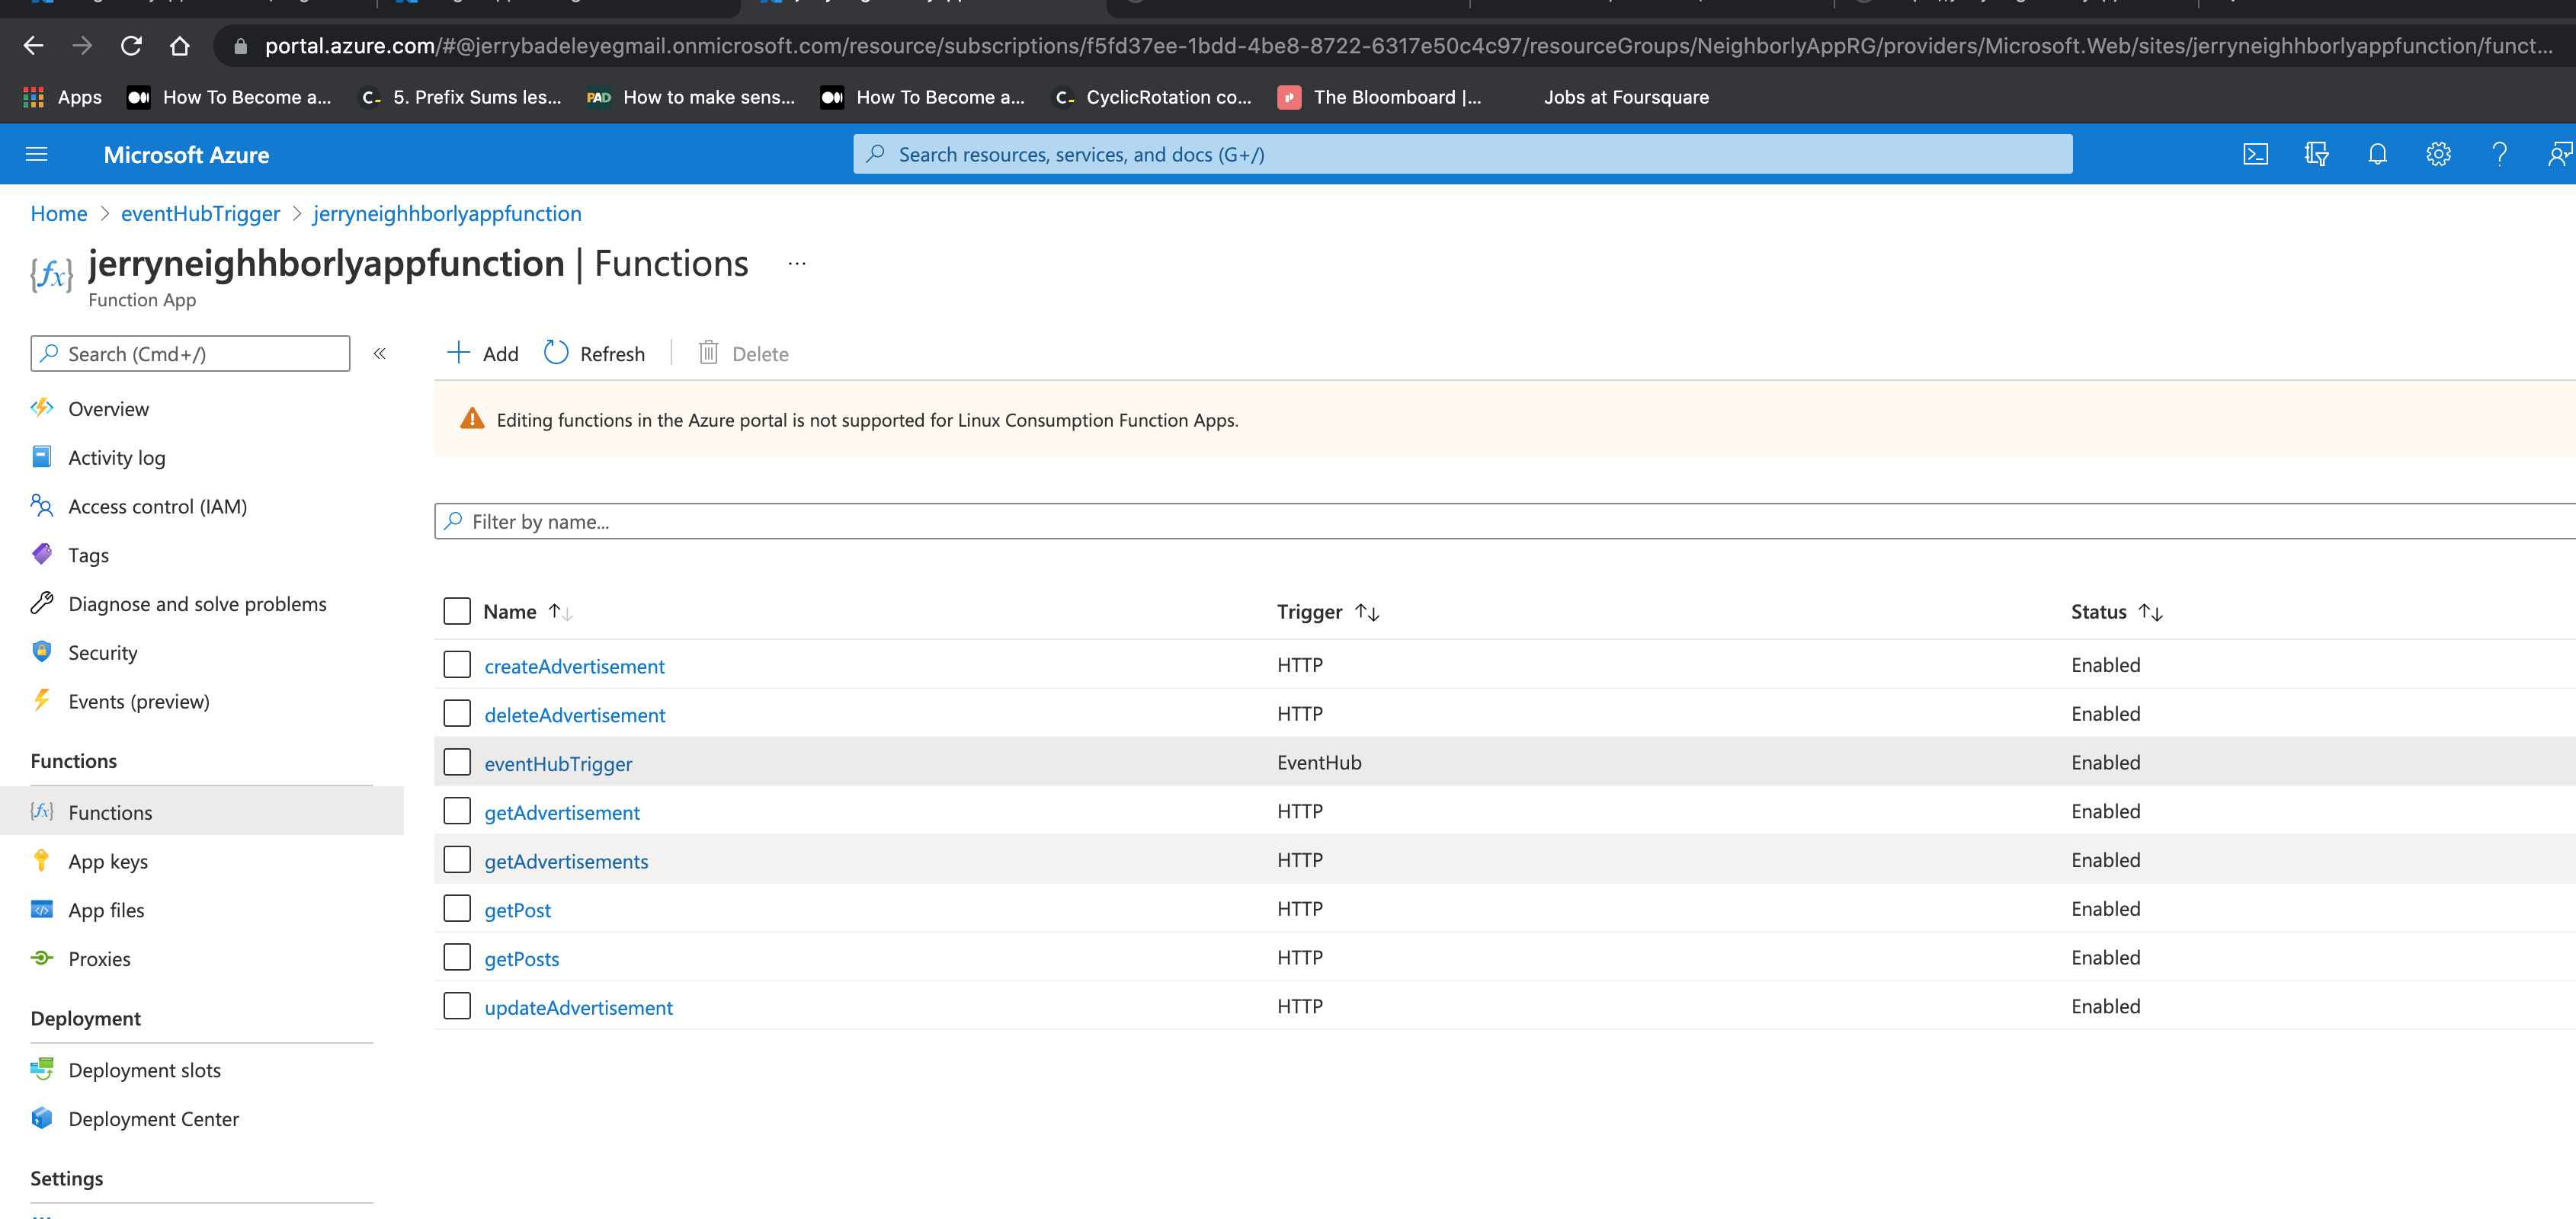 portal.azure.com/#@jerrybadeleyegmail.onmicrosoft.com/resource/subscriptions/f5fd37ee-1bdd-4be8-8722-6317e50c4c97/resourceGroups/NeighborlyAppRG/providers/Microsoft.Web/sites/jerryneighhborlyappfunction/funct...
Apps How To Become a... C_ 5. Prefix Sums les... PAD How to make sens... How To Become a... C_ CyclicRotation co... The Bloomboard |... Jobs at Foursquare
Microsoft Azure
Search resources, services, and docs (G+/)
Home > eventHubTrigger > jerryneighhborlyappfunction
{fx} jerryneighhborlyappfunction | Functions ...
Function App
Search (Cmd+/) «
Add Refresh Delete
Editing functions in the Azure portal is not supported for Linux Consumption Function Apps.
Filter by name...
Overview
Activity log
Access control (IAM)
Tags
Diagnose and solve problems
Security
Events (preview)
Functions
Functions
App keys
App files
Proxies
Deployment
Deployment slots
Deployment Center
Settings
Name Trigger Status
createAdvertisement HTTP Enabled
deleteAdvertisement HTTP Enabled
eventHubTrigger EventHub Enabled
getAdvertisement HTTP Enabled
getAdvertisements HTTP Enabled
getPost HTTP Enabled
getPosts HTTP Enabled
updateAdvertisement HTTP Enabled